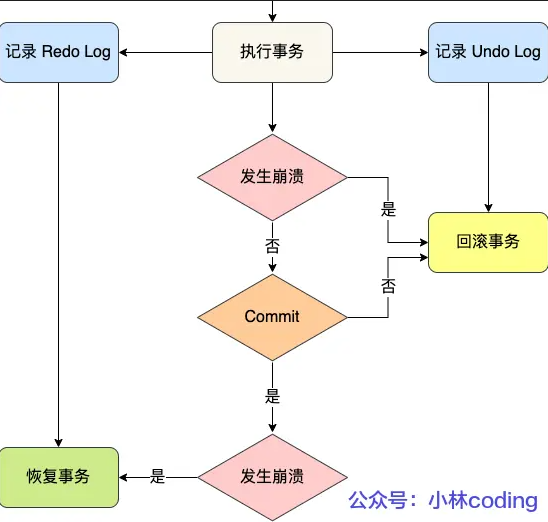 记录 Redo Log
执行事务
记录 Undo Log
发生崩溃
是
回滚事务
否
否
Commit
是
恢复事务
是
发生崩溃
公众号：小林coding